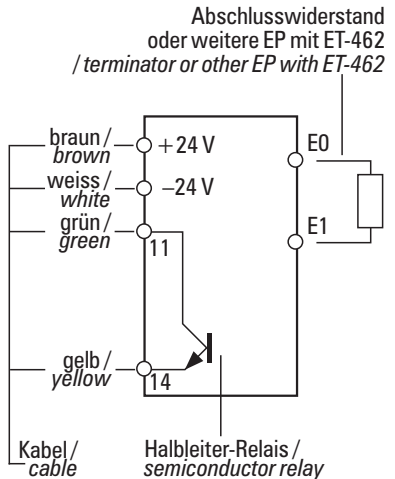 Abschlusswiderstand
oder weitere EP mit ET-462
/ terminator or other EP with ET-462
braun /
brown
+24 V
E0
weiss /
white
–24 V
grün /
green
11
E1
gelb /
yellow
14
Kabel /
cable
Halbleiter-Relais /
semiconductor relay